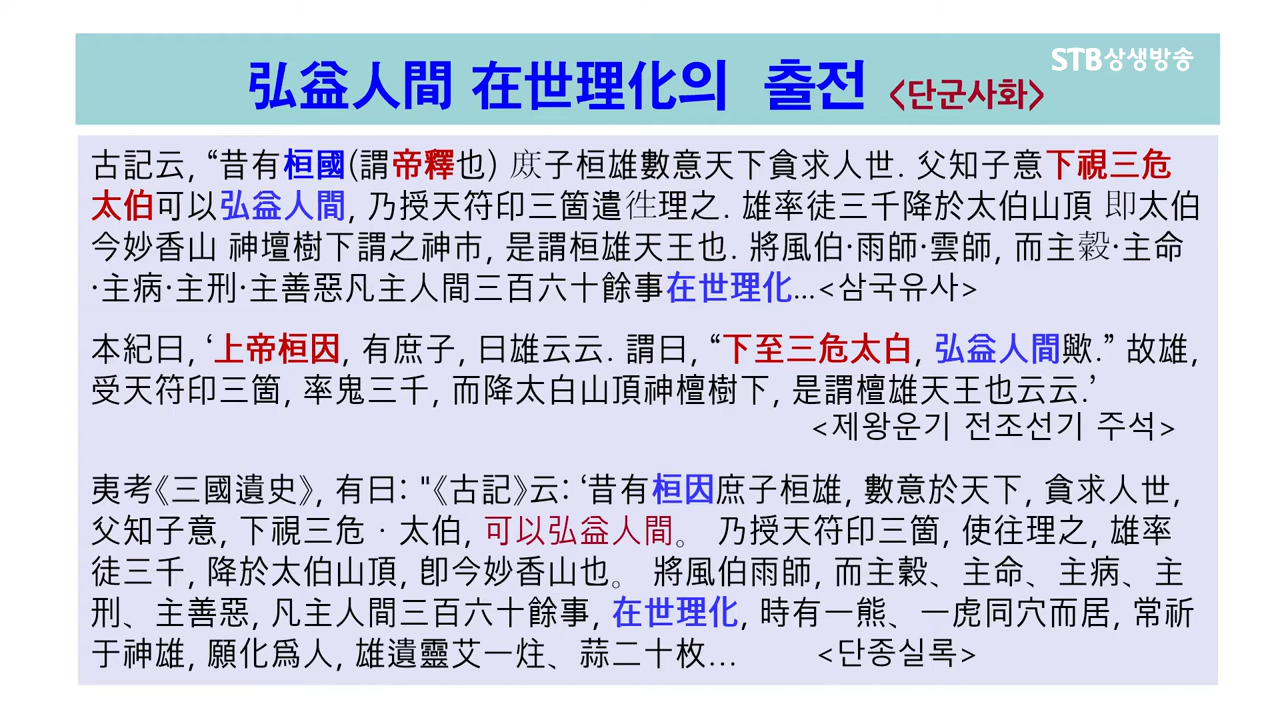 STB상생방송
弘益人間 在世理化의 출전 <단군사화>
古記云, “昔有桓國(謂帝釋也) 庶子桓雄數意天下貪求人世. 父知子意下視三危
太伯可以弘益人間, 乃授天符印三箇遣徃理之. 雄率徒三千降於太伯山頂 即太伯
今妙香山 神壇樹下謂之神市, 是謂桓雄天王也. 將風伯·雨師·雲師, 而主糓·主命
·主病·主刑·主善惡凡主人間三百六十餘事在世理化...<삼국유사>
本紀曰, ‘上帝桓因, 有庶子, 曰雄云云. 謂曰, “下至三危太白, 弘益人間歟.” 故雄,
受天符印三箇, 率鬼三千, 而降太白山頂神檀樹下, 是謂檀雄天王也云云.’
<제왕운기 전조선기 주석>
夷考《三國遺史》, 有曰: "《古記》云: ‘昔有桓因庶子桓雄, 數意於天下, 貪求人世,
父知子意, 下視三危 · 太伯, 可以弘益人間。 乃授天符印三箇, 使往理之, 雄率
徒三千, 降於太伯山頂, 卽今妙香山也。 將風伯雨師, 而主穀、主命、主病、主
刑、主善惡, 凡主人間三百六十餘事, 在世理化, 時有一熊、一虎同穴而居, 常祈
于神雄, 願化爲人, 雄遺靈艾一炷、蒜二十枚... <단종실록>